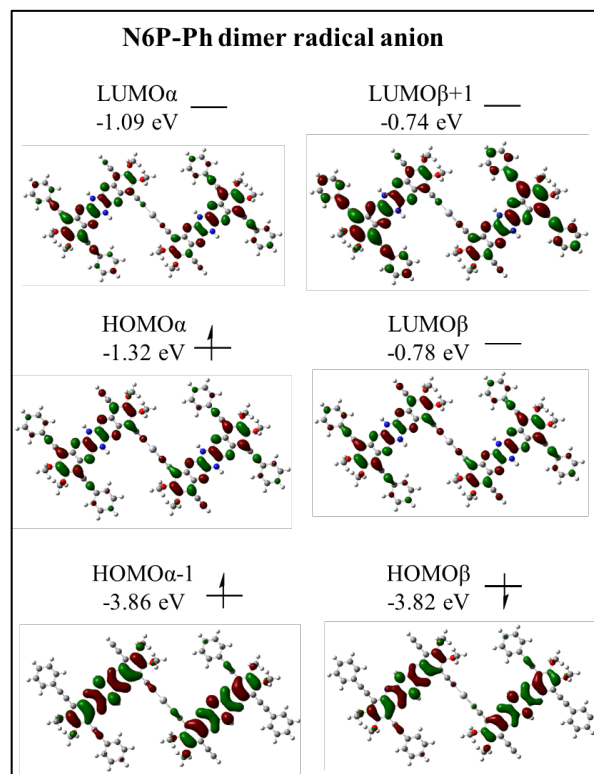 N6P-Ph dimer radical anion
LUMOα
-1.09 eV
LUMOβ+1
-0.74 eV
HOMOα
-1.32 eV
LUMOβ
-0.78 eV
HOMOα-1
-3.86 eV
HOMOβ
-3.82 eV